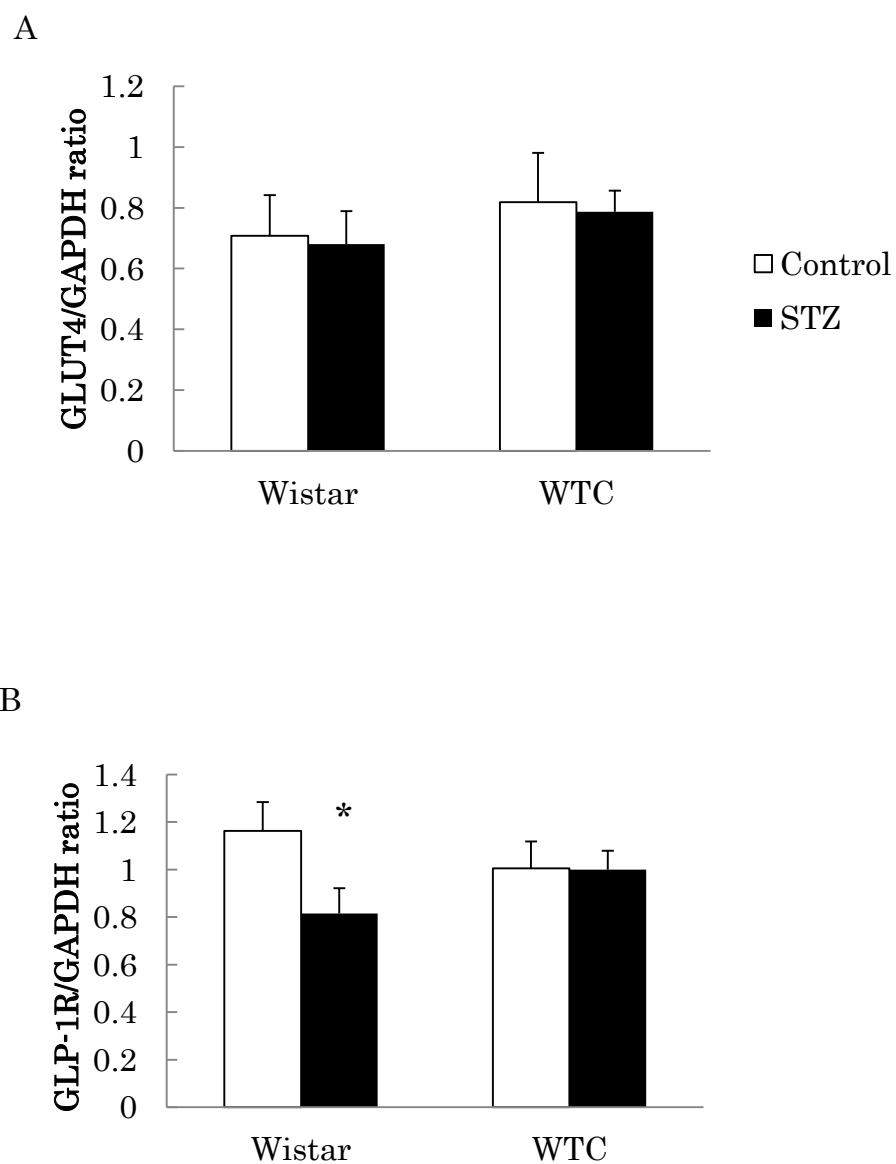 A
GLUT4/GAPDH ratio
1.2
1
0.8
0.6
0.4
0.2
0
Wistar WTC
Control
STZ
B
GLP-1R/GAPDH ratio
1.4
1.2
1
0.8
0.6
0.4
0.2
0
*
Wistar WTC